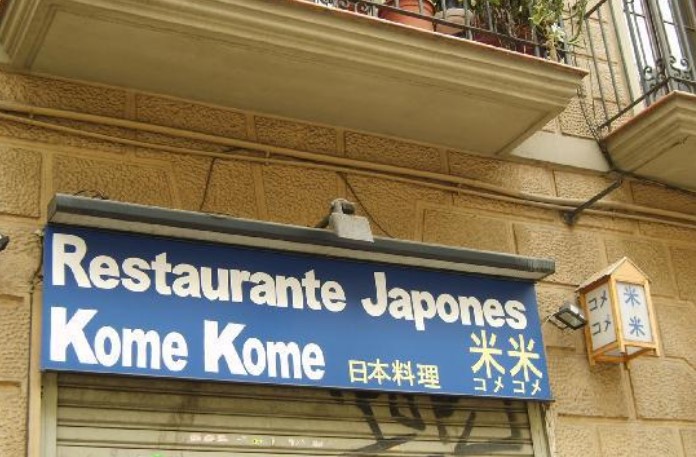 Restaurante Japones
Kome Kome 日本料理 米米
コメコメ
コメ
コメ
米
米